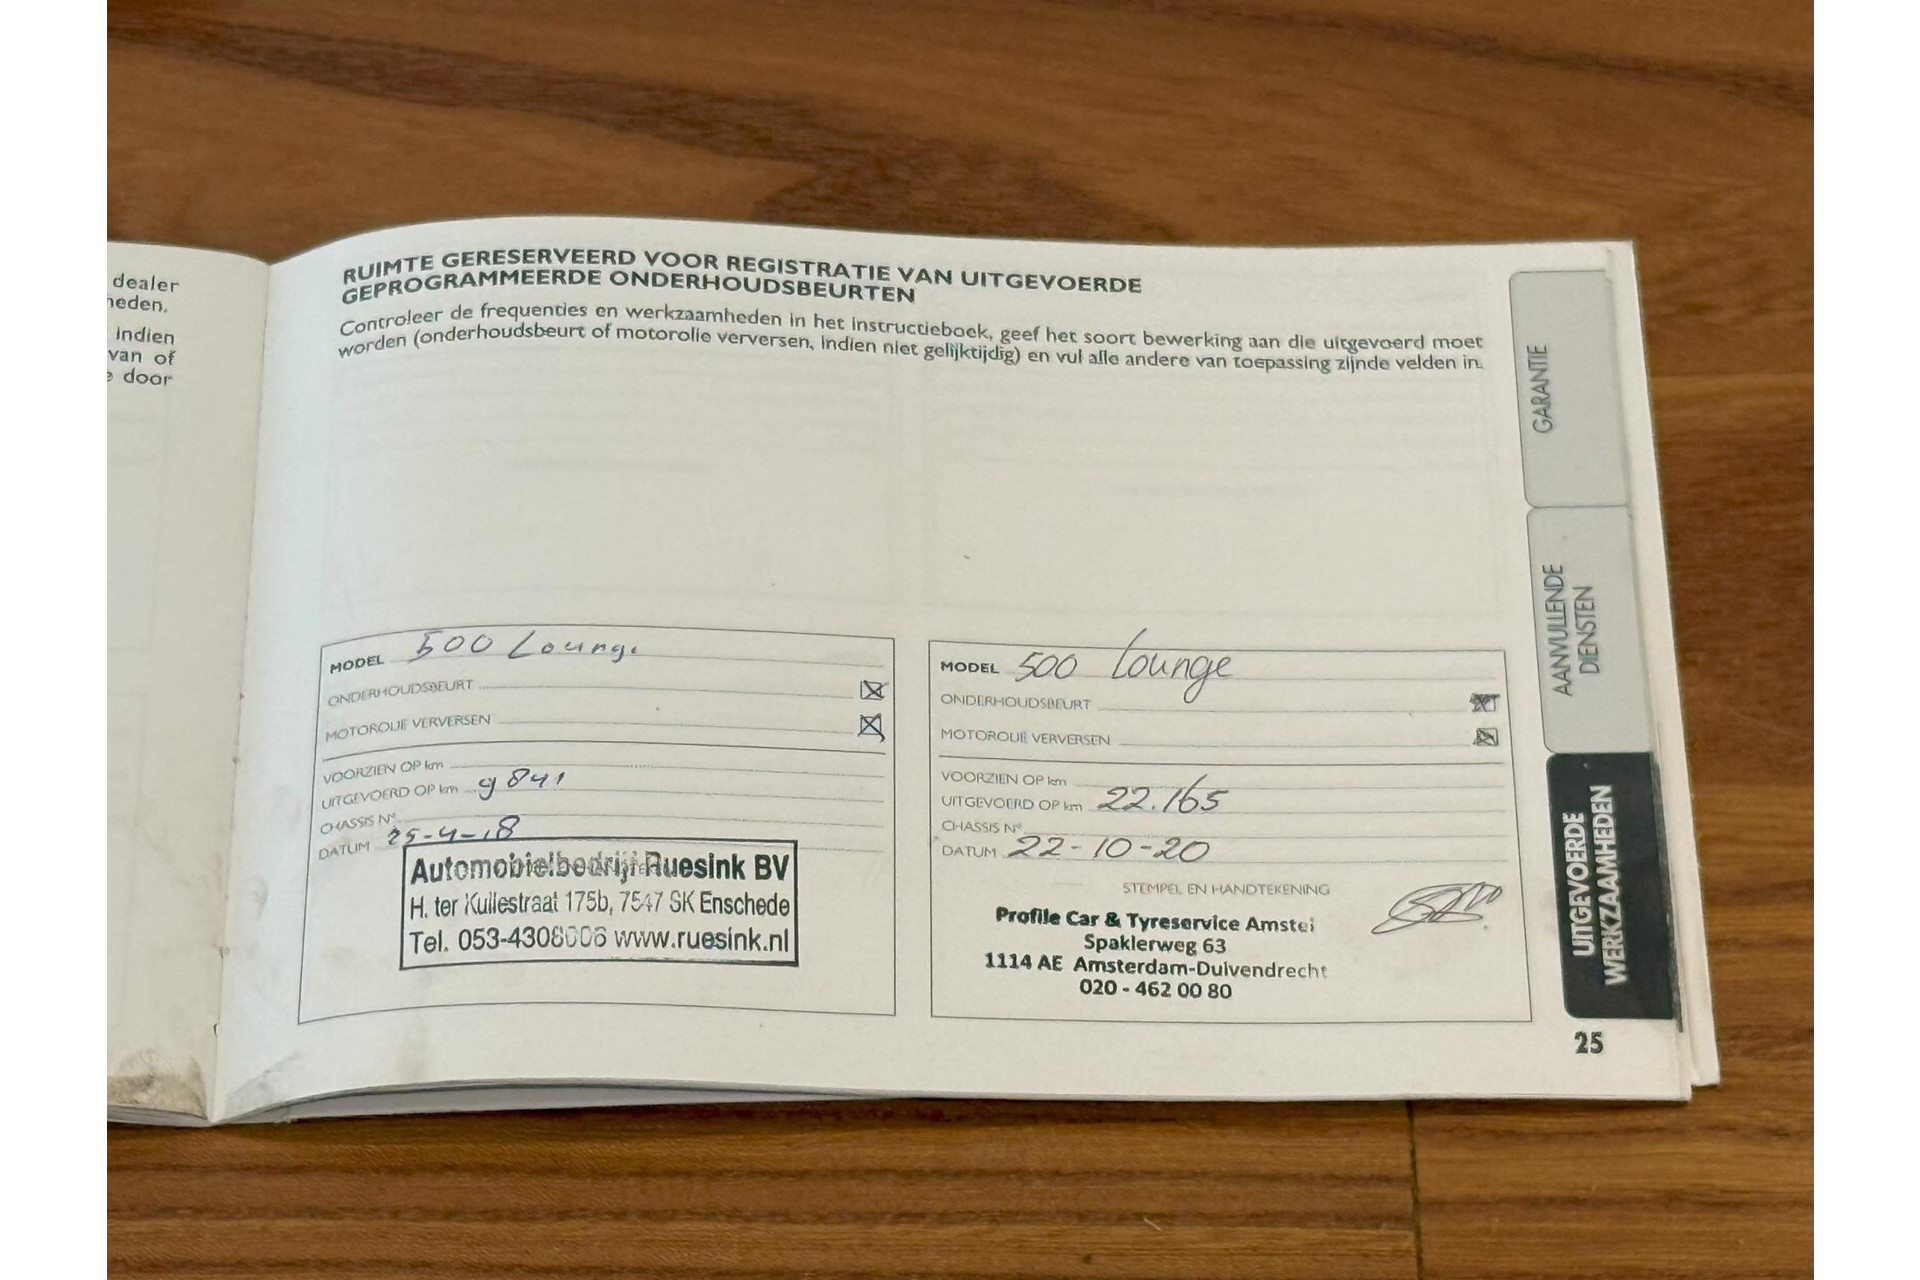 dealer
heden.
indien
van of
door
RUIMTE GERESERVEERD VOOR REGISTRATIE VAN UITGEVOERDE
GEPROGRAMMEERDE ONDERHOUDSBEURTEN
Controleer de frequenties en werkzaamheden in het instructieboek, geef het soort bewerking aan die uitgevoerd moet
worden (onderhoudsbeurt of motorolie verversen, indien niet gelijktijdig) en vul alle andere van toepassing zijnde velden in.
MODEL 500 Lounge
ONDERHOUDSBEURT
MOTOROLIE VERVERSEN
VOORZIEN OP km
UITGEVOERD OP km 9841
CHASSIS N°
DATUM 25-4-18
Automobielbedrijf Ruesink BV
H. ter Kuilestraat 175b, 7547 SK Enschede
Tel. 053-4308006 www.ruesink.nl
MODEL 500 Lounge
ONDERHOUDSBEURT
MOTOROLIE VERVERSEN
VOORZIEN OP km
UITGEVOERD OP km 22.165
CHASSIS N°
DATUM 22-10-20
STEMPEL EN HANDTEKENING
Profile Car & Tyreservice Amstel
Spaklerweg 63
1114 AE Amsterdam-Duivendrecht
020 - 462 00 80
GARANTIE
AANVULLENDE
DIENSTEN
UITGEVOERDE
WERKZAAMHEDEN
25